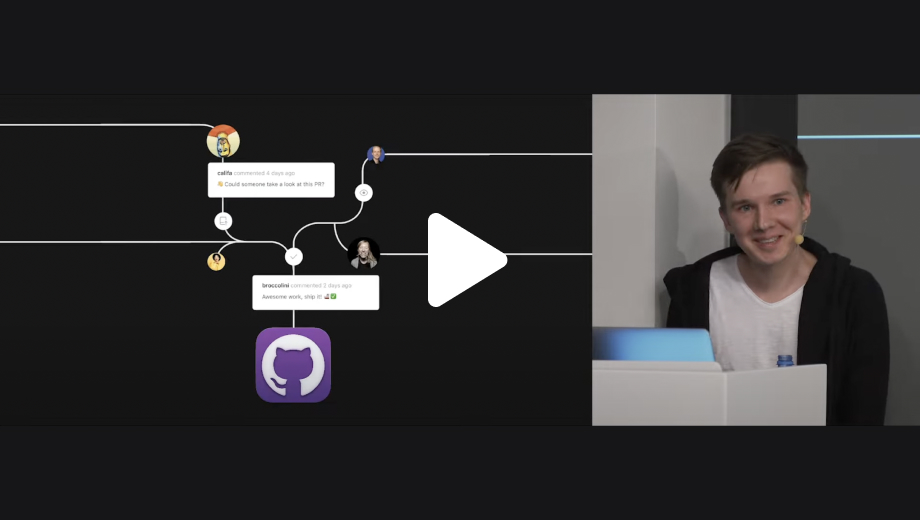 califa commented 4 days ago
👋 Could someone take a look at this PR?
broccolini commented 2 days ago
Awesome work, ship it! 🚢✅